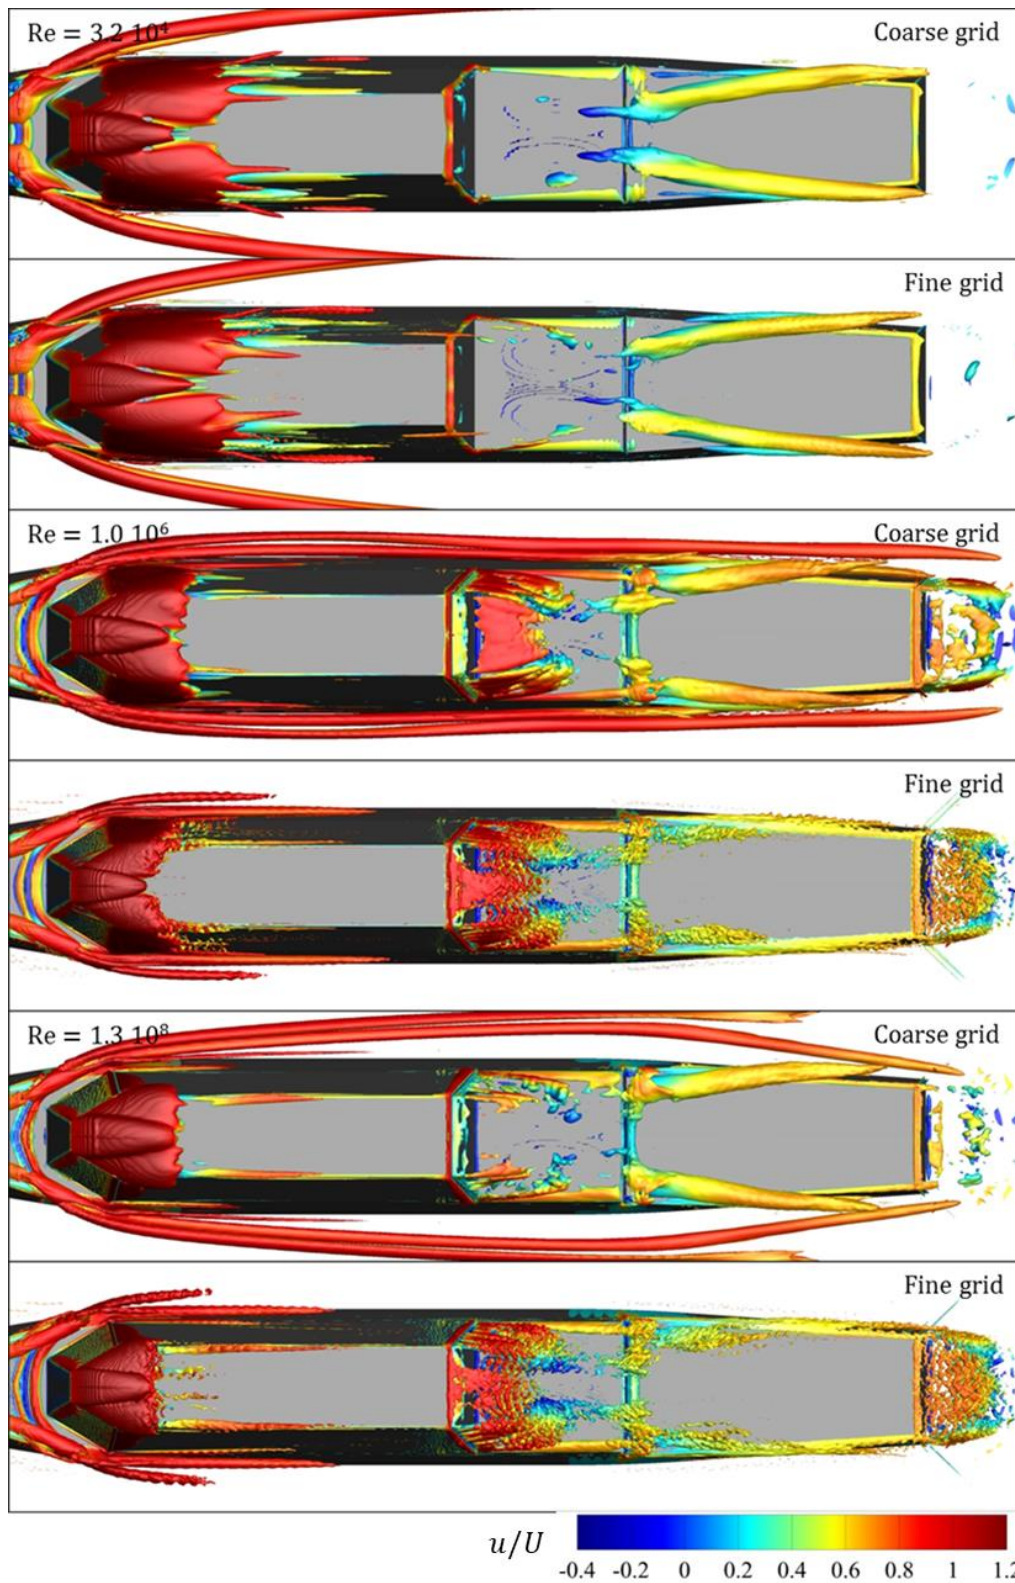 Re = 3.2 10⁴ Coarse grid
Fine grid
Re = 1.0 10⁶ Coarse grid
Fine grid
Re = 1.3 10⁸ Coarse grid
Fine grid
u/U
-0.4 -0.2 0 0.2 0.4 0.6 0.8 1 1.2